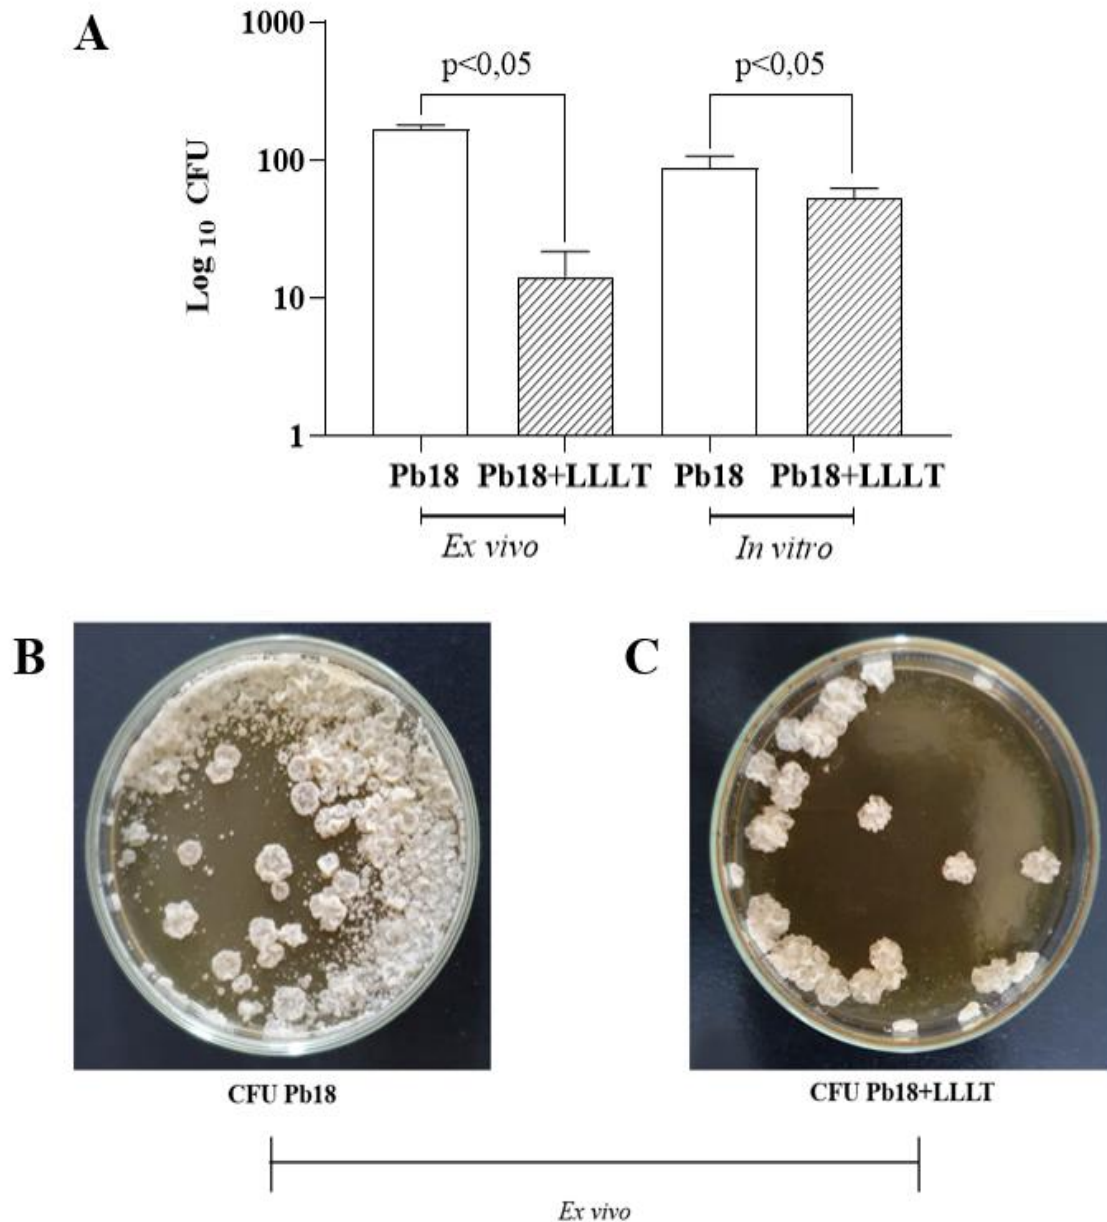 A
1000
100
10
1
Log 10 CFU
p<0,05 p<0,05
Pb18 Pb18+LLLT Pb18 Pb18+LLLT
Ex vivo In vitro
B C
CFU Pb18 CFU Pb18+LLLT
Ex vivo